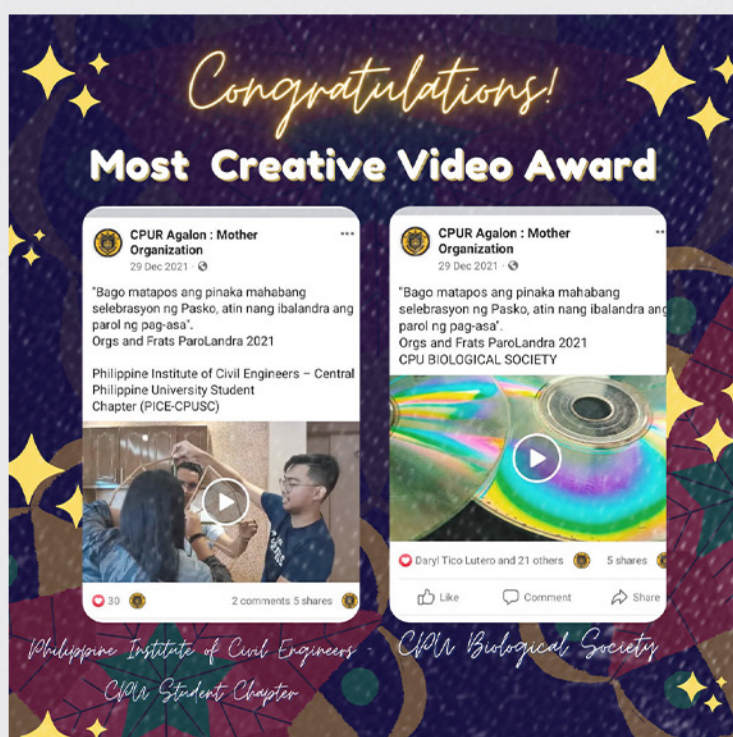 Congratulations!
Most Creative Video Award
CPUR Agalon : Mother
Organization
29 Dec 2021 ·
"Bago matapos ang pinaka mahabang
selebrasyon ng Pasko, atin nang ibalandra ang
parol ng pag-asa".
Orgs and Frats ParoLandra 2021
Philippine Institute of Civil Engineers – Central
Philippine University Student
Chapter (PICE-CPUSC)
30
2 comments 5 shares
CPUR Agalon : Mother
Organization
29 Dec 2021 ·
"Bago matapos ang pinaka mahabang
selebrasyon ng Pasko, atin nang ibalandra ang
parol ng pag-asa".
Orgs and Frats ParoLandra 2021
CPU BIOLOGICAL SOCIETY
Daryl Tico Lutero and 21 others
5 shares
Like
Comment
Share
Philippine Institute of Civil Engineers -
CPU Student Chapter
CPU Biological Society